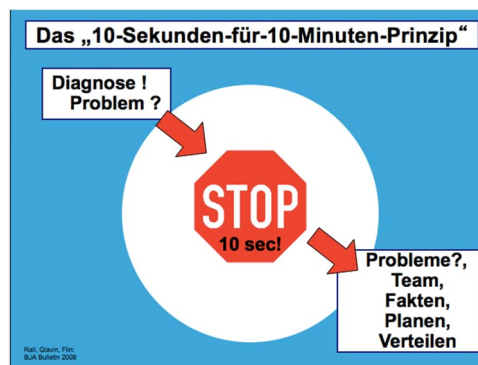 Das „10-Sekunden-für-10-Minuten-Prinzip“
Diagnose !
Problem ?
STOP
10 sec!
Probleme?,
Team,
Fakten,
Planen,
Verteilen
Rall, Glavin, Flin:
BJA Bulletin 2008